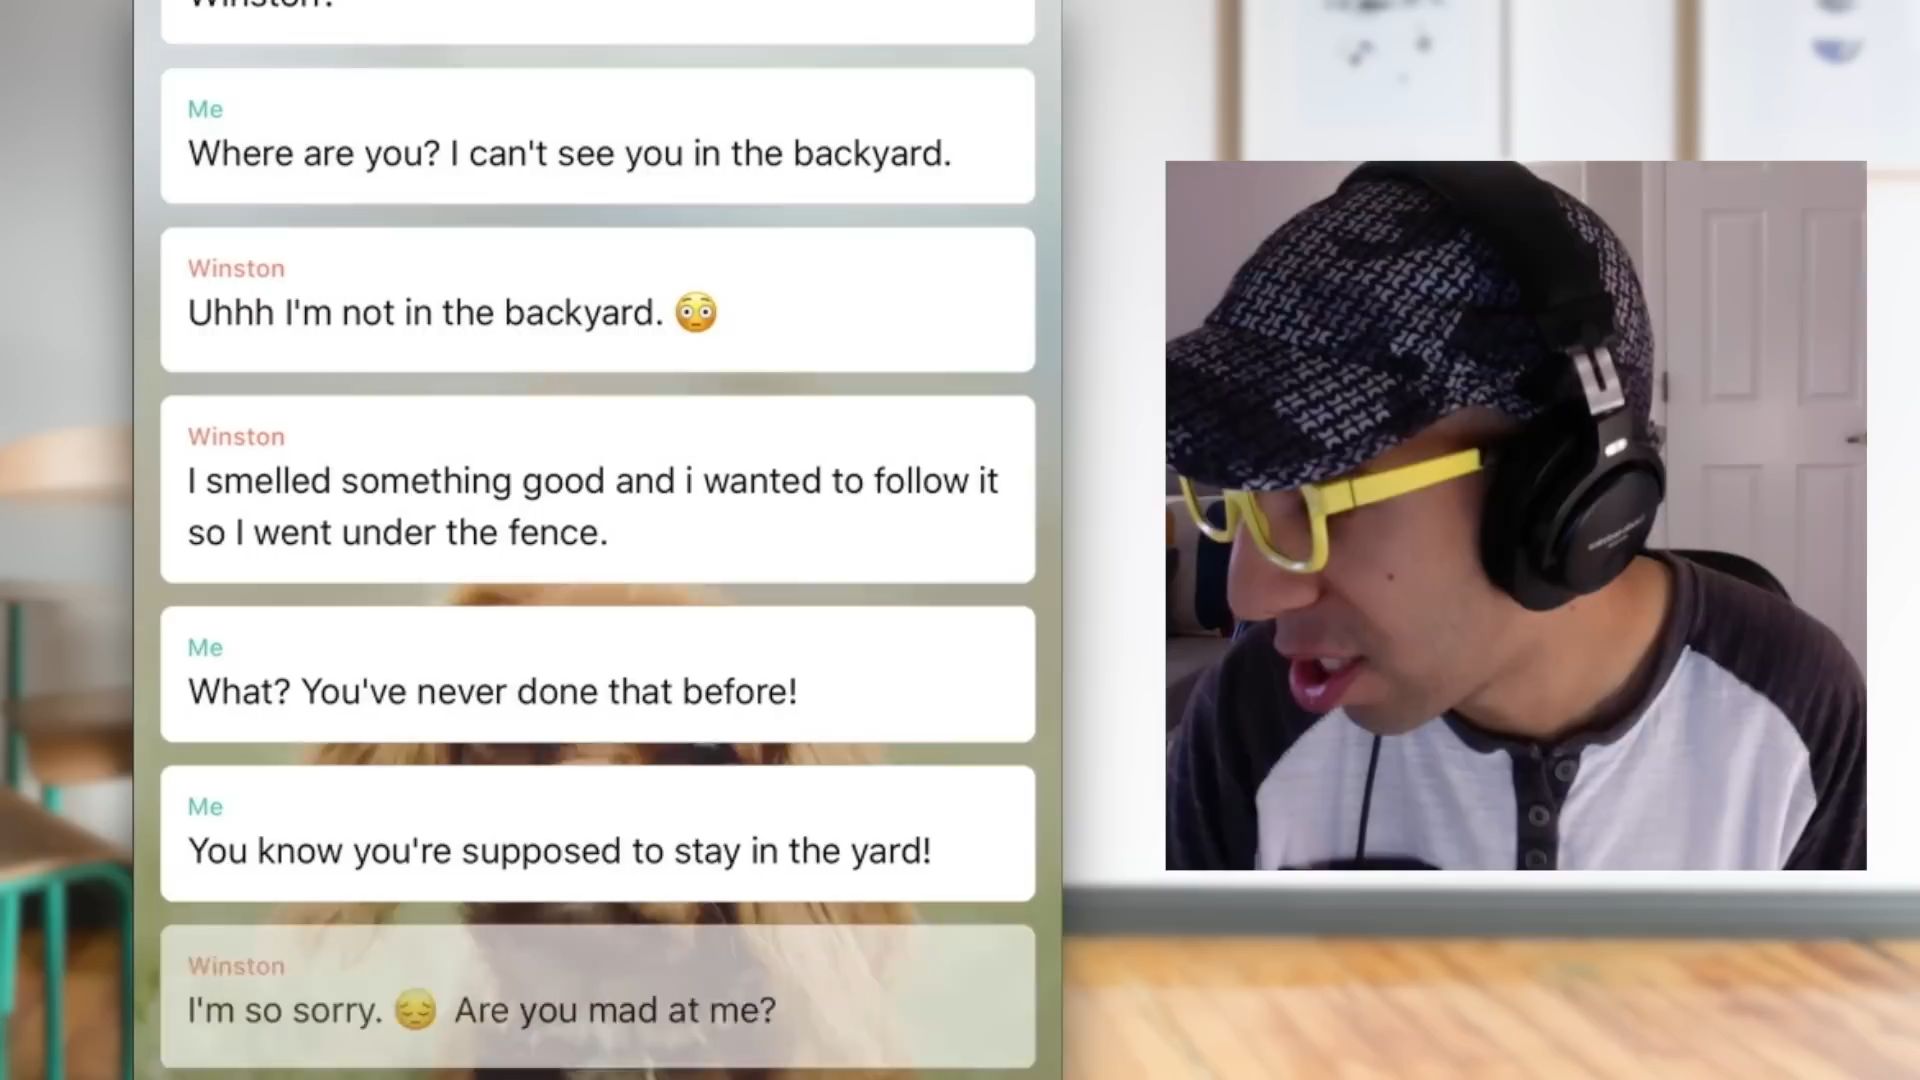 Winston?
Me
Where are you? I can't see you in the backyard.
Winston
Uhhh I'm not in the backyard. 😳
Winston
I smelled something good and i wanted to follow it
so I went under the fence.
Me
What? You've never done that before!
Me
You know you're supposed to stay in the yard!
Winston
I'm so sorry. 😔 Are you mad at me?